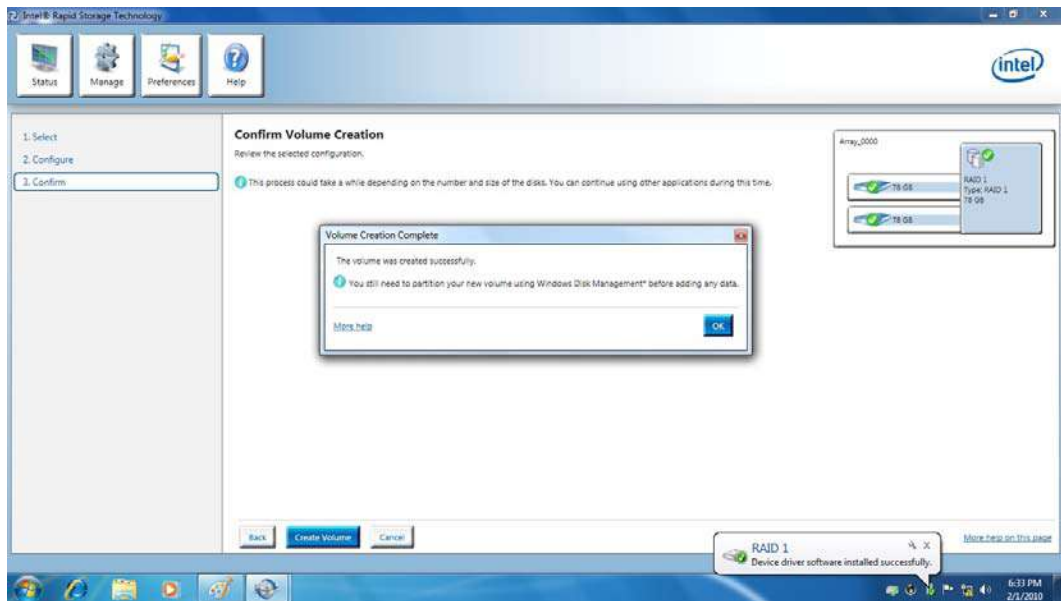 Intel® Rapid Storage Technology
Status
Manage
Preferences
Help
intel
1. Select
2. Configure
3. Confirm
Confirm Volume Creation
Review the selected configuration.
This process could take a while depending on the number and size of the disks. You can continue using other applications during this time.
Array_0000
78 GB
78 GB
RAID 1
Type: RAID 1
78 GB
Volume Creation Complete
The volume was created successfully.
You still need to partition your new volume using Windows Disk Management* before adding any data.
More help
OK
Back
Create Volume
Cancel
More help on this page
RAID 1
Device driver software installed successfully.
6:33 PM
2/1/2010